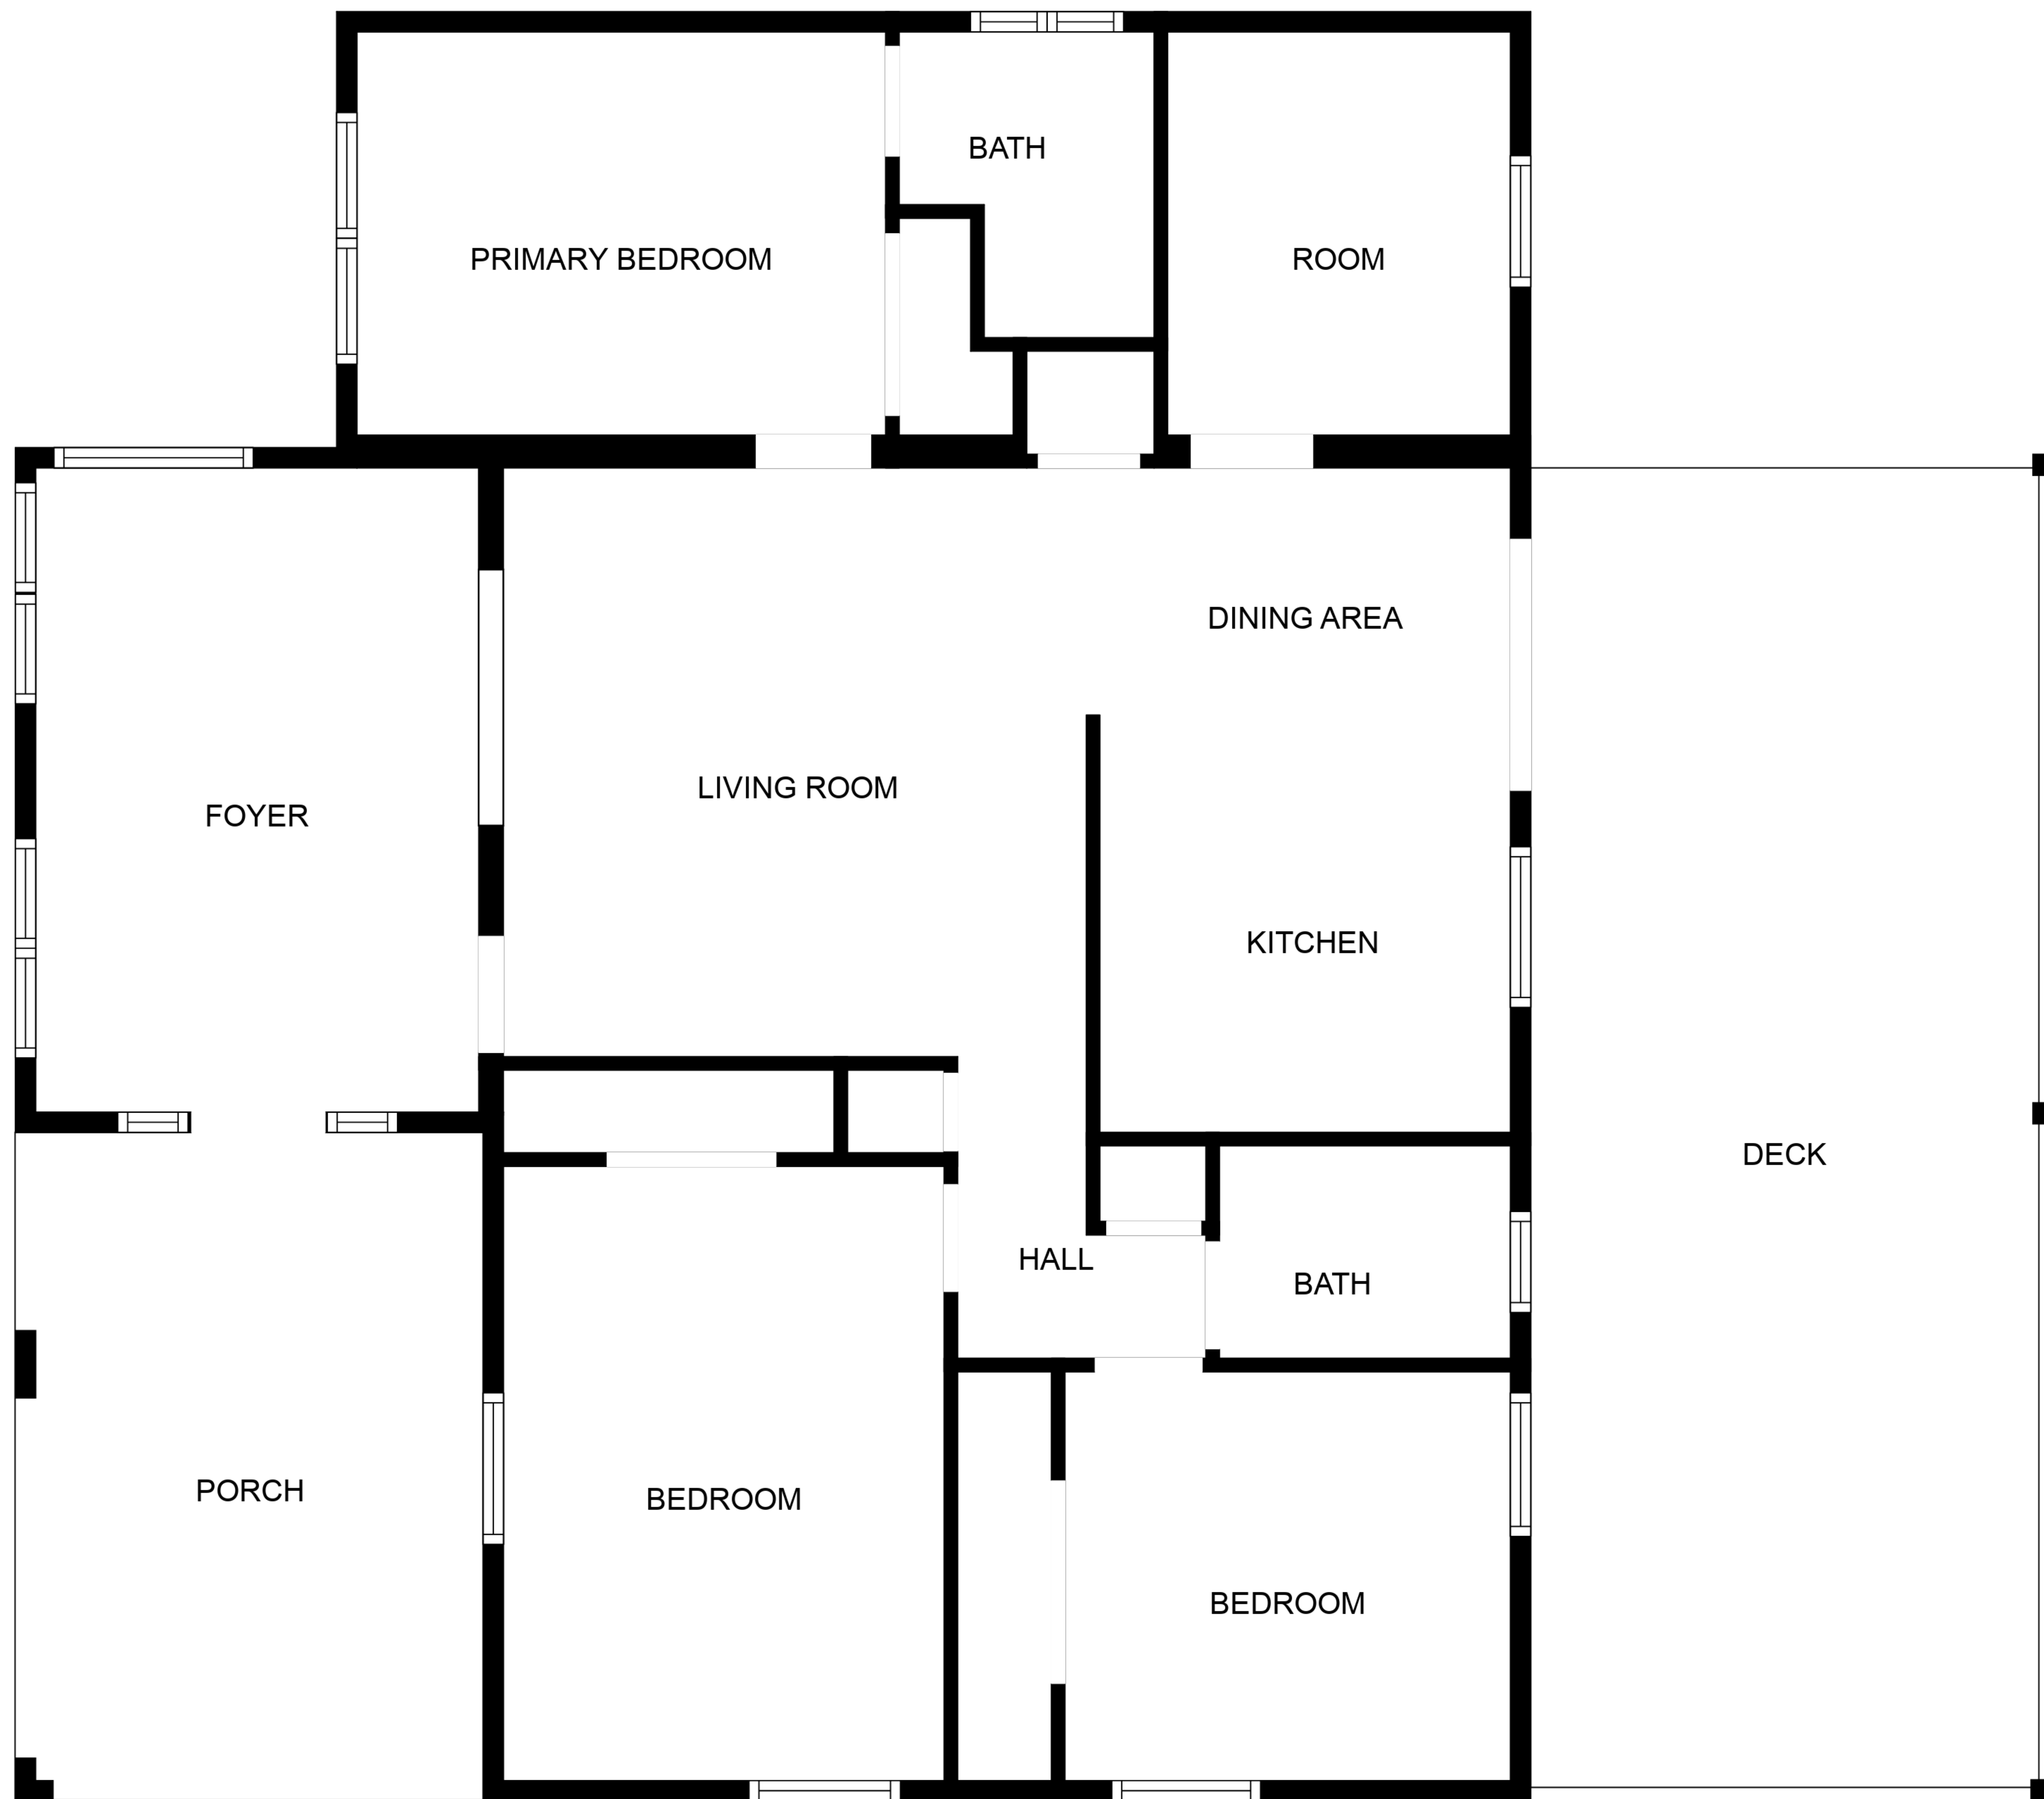 BATH
PRIMARY BEDROOM
ROOM
DINING AREA
LIVING ROOM
FOYER
KITCHEN
DECK
HALL
BATH
PORCH
BEDROOM
BEDROOM